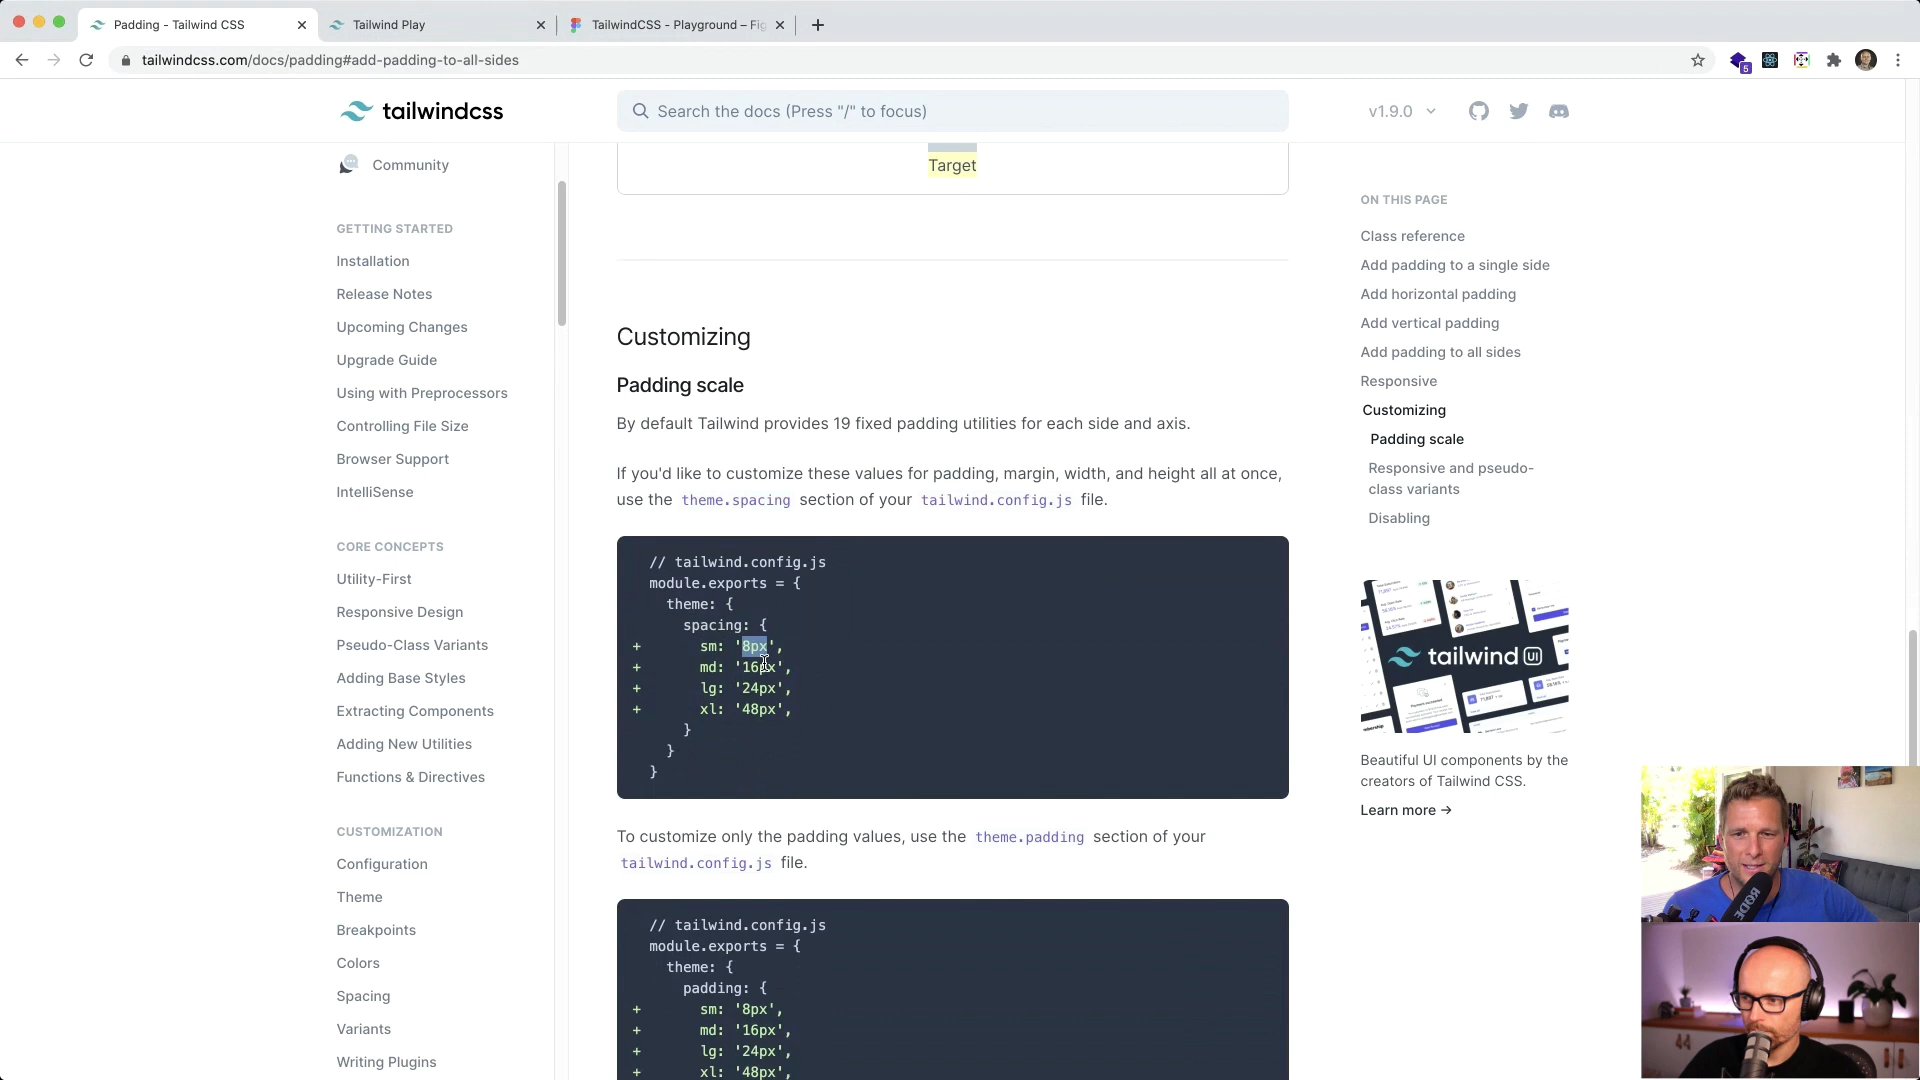 Padding - Tailwind CSS
Tailwind Play
TailwindCSS - Playground – Fig
tailwindcss.com/docs/padding#add-padding-to-all-sides
5
tailwindcss
Search the docs (Press "/" to focus)
v1.9.0
Community
GETTING STARTED
Installation
Release Notes
Upcoming Changes
Upgrade Guide
Using with Preprocessors
Controlling File Size
Browser Support
IntelliSense
CORE CONCEPTS
Utility-First
Responsive Design
Pseudo-Class Variants
Adding Base Styles
Extracting Components
Adding New Utilities
Functions & Directives
CUSTOMIZATION
Configuration
Theme
Breakpoints
Colors
Spacing
Variants
Writing Plugins
Target
Customizing
Padding scale
By default Tailwind provides 19 fixed padding utilities for each side and axis.
If you'd like to customize these values for padding, margin, width, and height all at once,
use the theme.spacing section of your tailwind.config.js file.
// tailwind.config.js
module.exports = {
theme: {
spacing: {
+ sm: '8px',
+ md: '16px',
+ lg: '24px',
+ xl: '48px',
}
}
}
To customize only the padding values, use the theme.padding section of your
tailwind.config.js file.
// tailwind.config.js
module.exports = {
theme: {
padding: {
+ sm: '8px',
+ md: '16px',
+ lg: '24px',
+ xl: '48px',
ON THIS PAGE
Class reference
Add padding to a single side
Add horizontal padding
Add vertical padding
Add padding to all sides
Responsive
Customizing
Padding scale
Responsive and pseudo-
class variants
Disabling
tailwind UI
Beautiful UI components by the
creators of Tailwind CSS.
Learn more →
RØDE